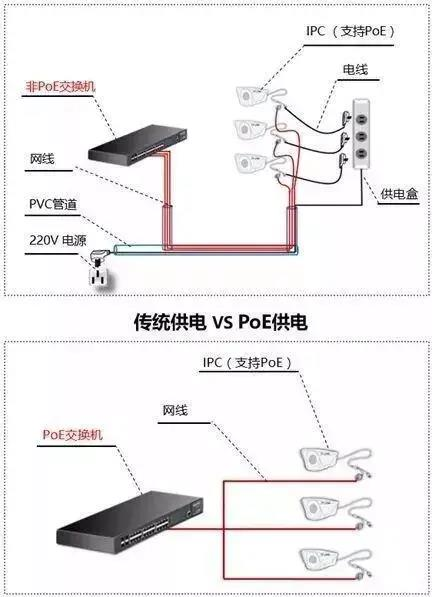 IPC（支持PoE）
电线
非PoE交换机
网线
PVC管道
供电盒
220V 电源
传统供电 VS PoE供电
IPC（支持PoE）
网线
PoE交换机